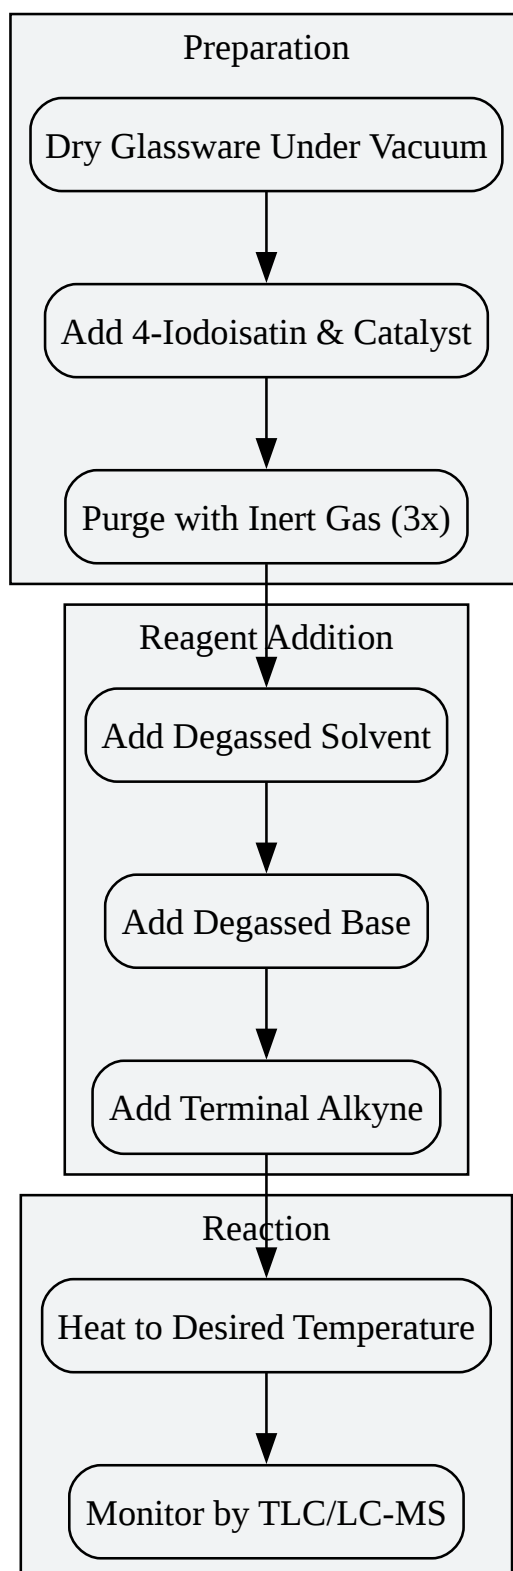 Preparation
Dry Glassware Under Vacuum
Add 4-Iodoisatin & Catalyst
Purge with Inert Gas (3x)
Reagent Addition
Add Degassed Solvent
Add Degassed Base
Add Terminal Alkyne
Reaction
Heat to Desired Temperature
Monitor by TLC/LC-MS